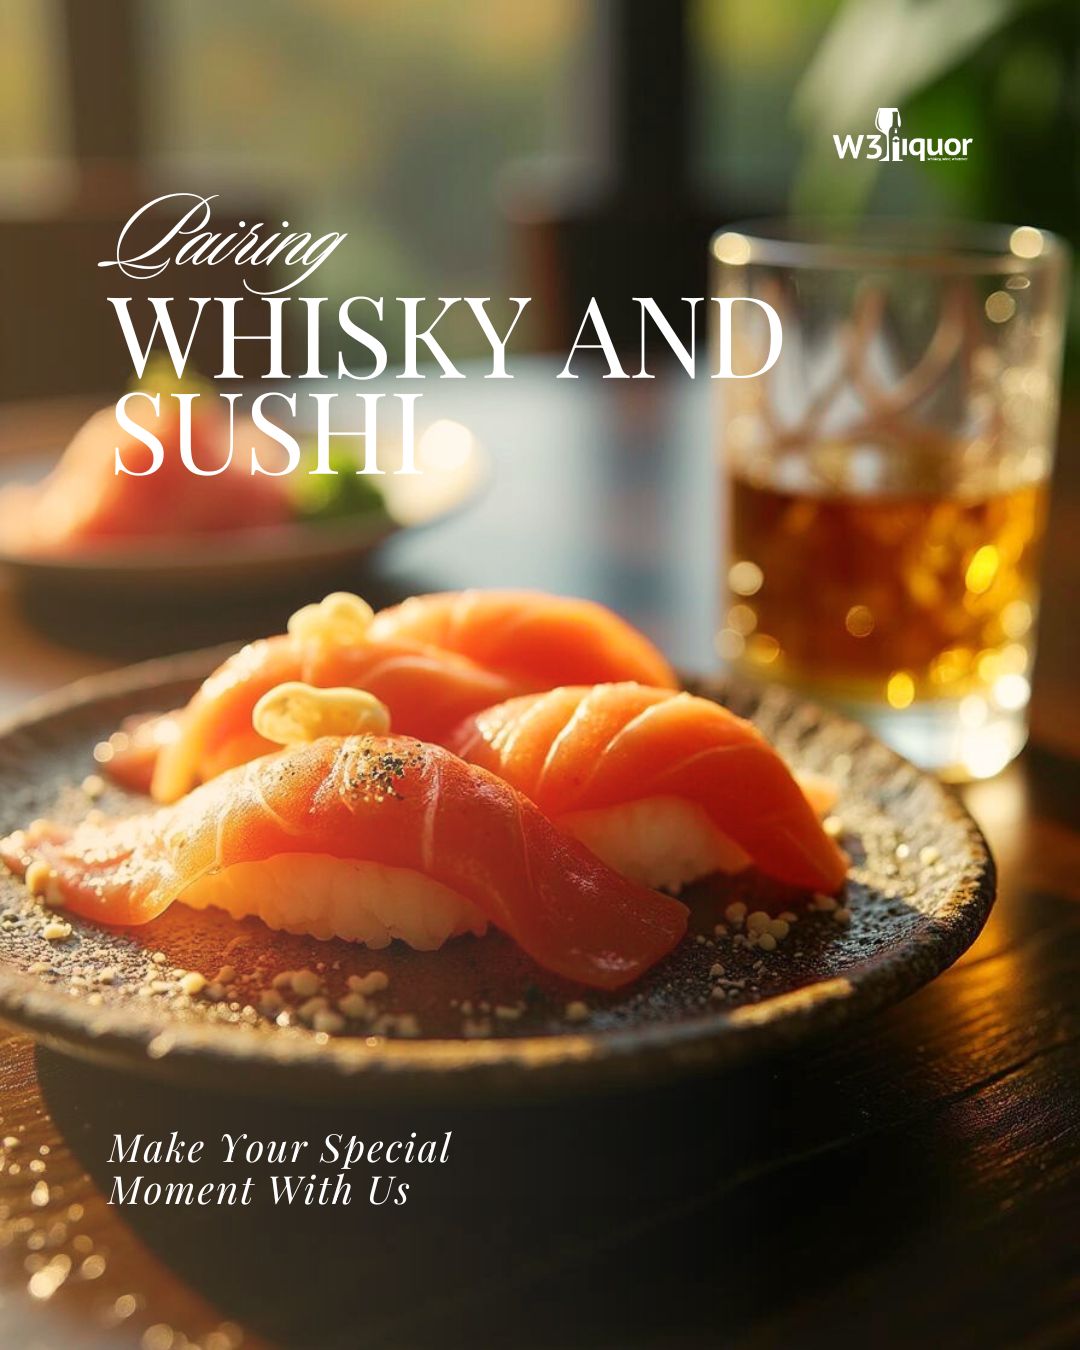 W3liquor
Pairing
WHISKY AND
SUSHI
Make Your Special
Moment With Us